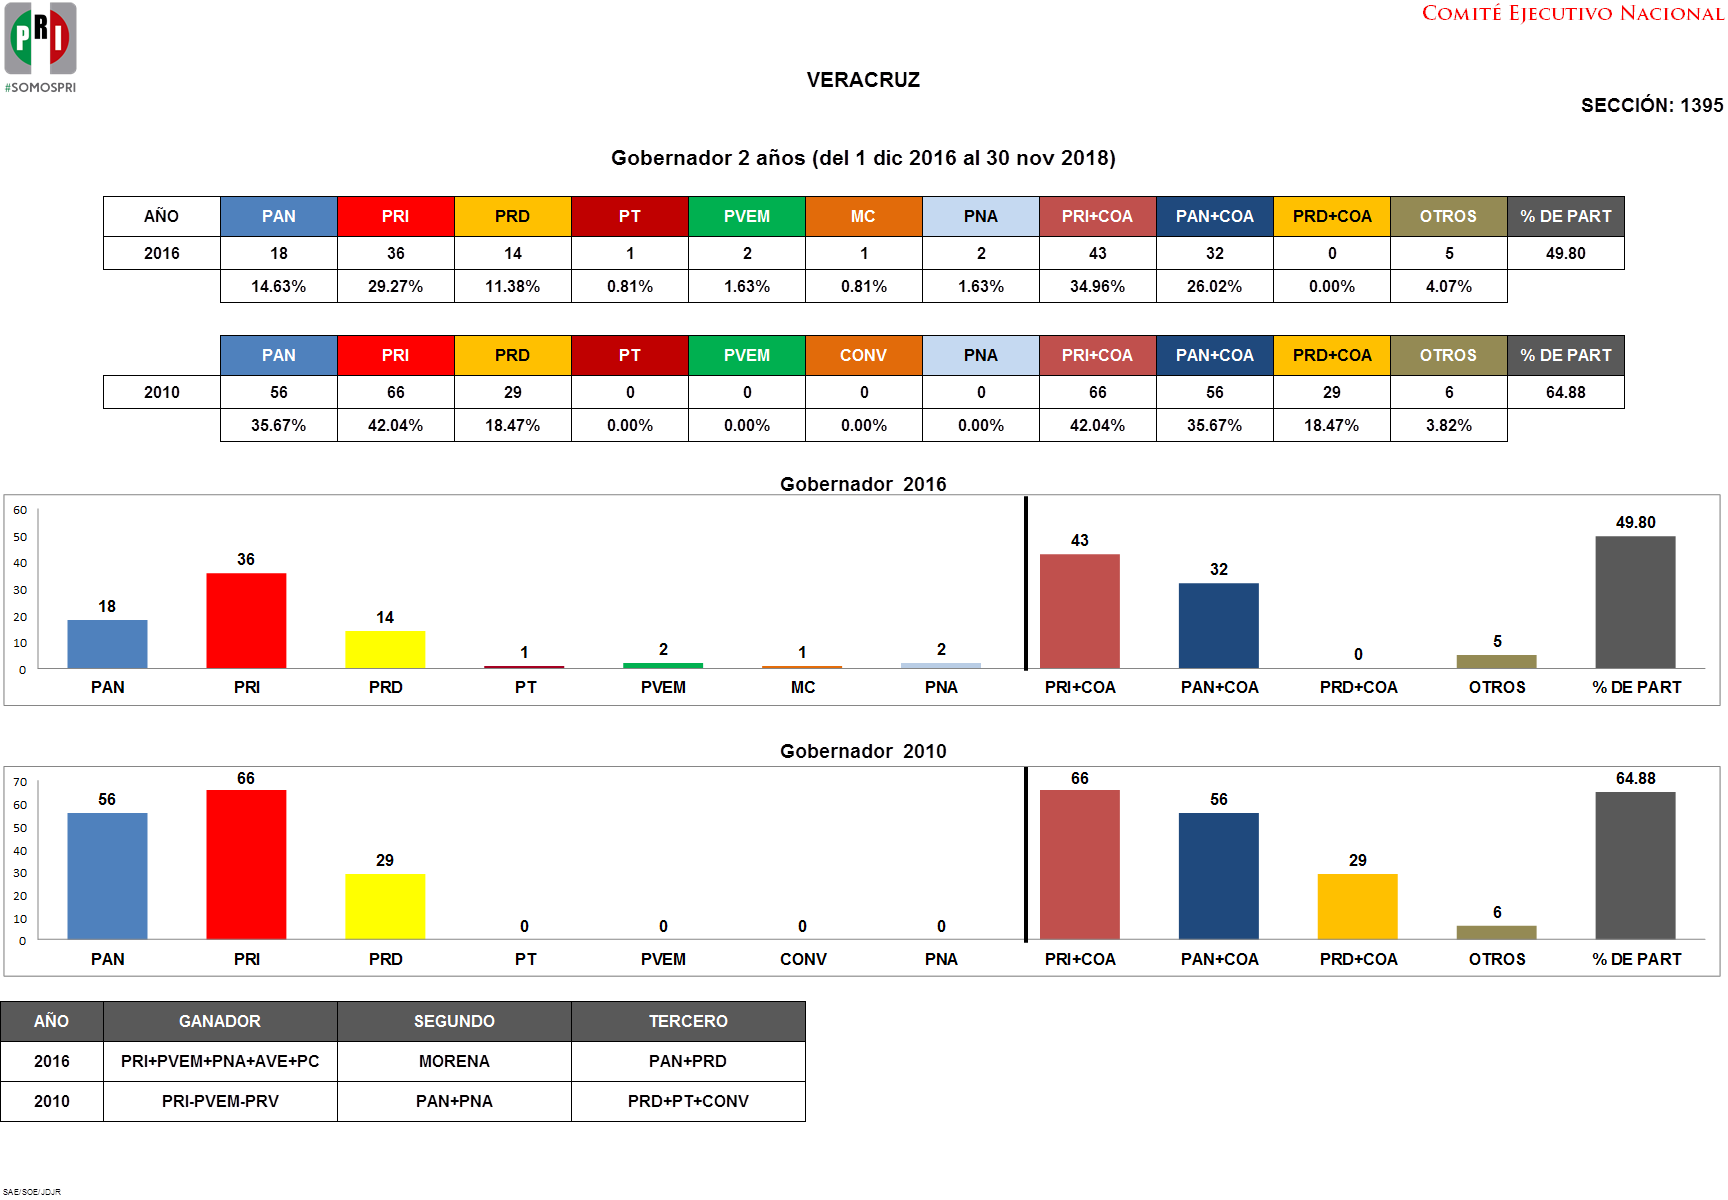 PRI
#SOMOSPRI
COMITÉ EJECUTIVO NACIONAL
VERACRUZ
SECCIÓN: 1395
Gobernador 2 años (del 1 dic 2016 al 30 nov 2018)
AÑO PAN PRI PRD PT PVEM MC PNA PRI+COA PAN+COA PRD+COA OTROS % DE PART
2016 18 36 14 1 2 1 2 43 32 0 5 49.80
14.63% 29.27% 11.38% 0.81% 1.63% 0.81% 1.63% 34.96% 26.02% 0.00% 4.07%
PAN PRI PRD PT PVEM CONV PNA PRI+COA PAN+COA PRD+COA OTROS % DE PART
2010 56 66 29 0 0 0 0 66 56 29 6 64.88
35.67% 42.04% 18.47% 0.00% 0.00% 0.00% 0.00% 42.04% 35.67% 18.47% 3.82%
Gobernador 2016
60
50
40
30
20
10
0
18 36 14 1 2 1 2 43 32 0 5 49.80
PAN PRI PRD PT PVEM MC PNA PRI+COA PAN+COA PRD+COA OTROS % DE PART
Gobernador 2010
70
60
50
40
30
20
10
0
56 66 29 0 0 0 0 66 56 29 6 64.88
PAN PRI PRD PT PVEM CONV PNA PRI+COA PAN+COA PRD+COA OTROS % DE PART
AÑO GANADOR SEGUNDO TERCERO
2016 PRI+PVEM+PNA+AVE+PC MORENA PAN+PRD
2010 PRI-PVEM-PRV PAN+PNA PRD+PT+CONV
SAE/SOE/JDJR